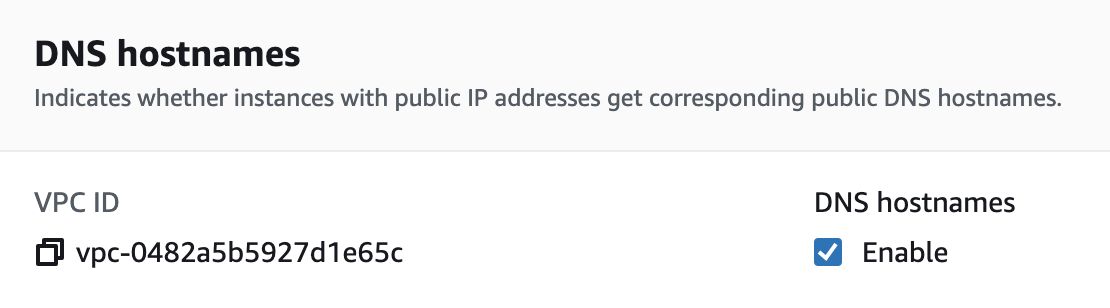 DNS hostnames
Indicates whether instances with public IP addresses get corresponding public DNS hostnames.
VPC ID
vpc-0482a5b5927d1e65c
DNS hostnames
Enable